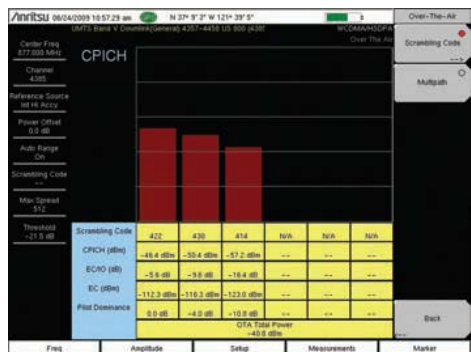 Anritsu 08/24/2009 10:57:29 am N 37° 9' 3" W 121° 39' 5"
Over-The-Air
UMTS Band V Downlink(General) 4357-4458 US 800 (438)
WCDMA/HSDPA
Over The Air
Center Freq
877.000 MHz
Channel
4385
Reference Source
Int Hi Accy
Power Offset
0.0 dB
Auto Range
On
Scrambling Code
--
Max Spread
512
Threshold
-21.5 dB
CPICH
Scrambling Code
-->
Multipath
Scrambling Code 422 430 414 N/A N/A N/A
CPICH (dBm) -46.4 dBm -50.4 dBm -57.2 dBm -- -- --
EC/IO (dB) -5.6 dB -9.6 dB -16.4 dB -- -- --
EC (dBm) -112.3 dBm -116.3 dBm -123.0 dBm -- -- --
Pilot Dominance 0.0 dB -4.0 dB -10.8 dB -- -- --
OTA Total Power
-40.8 dBm
Back
<--
Freq Amplitude Setup Measurements Marker